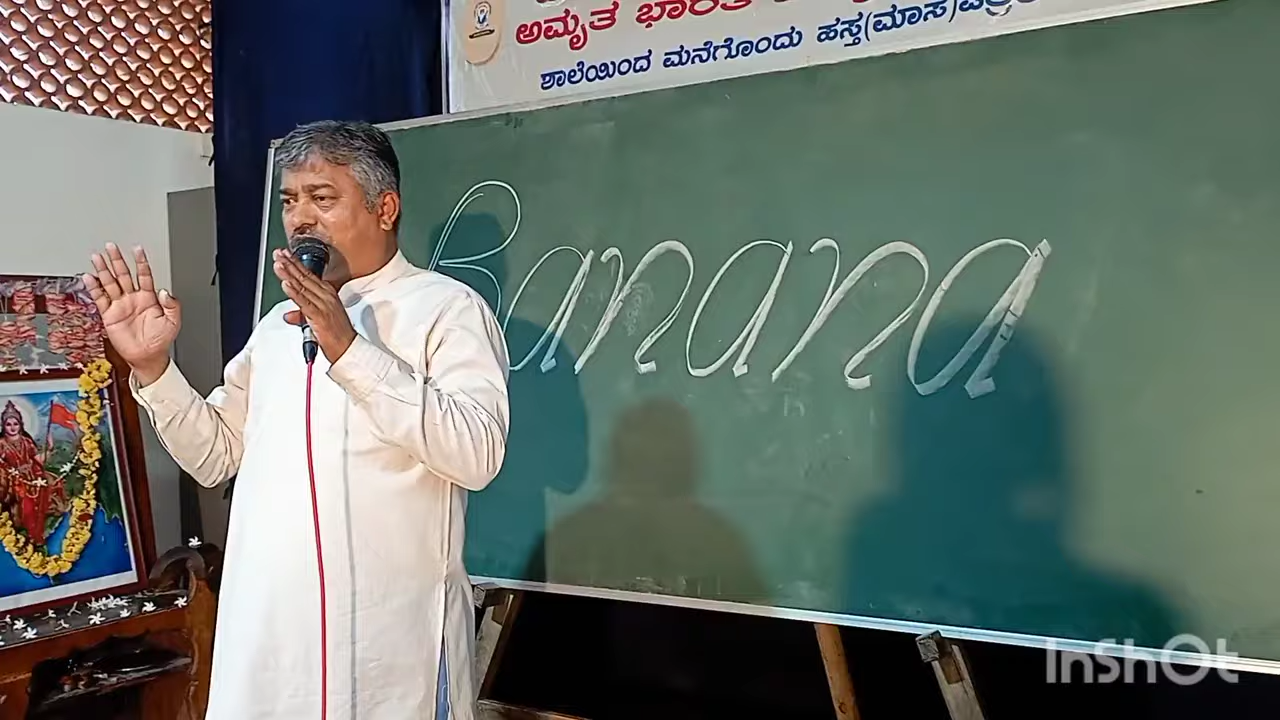 ಅಮೃತ ಭಾರತಿ
ಶಾಲೆಯಿಂದ ಮನೆಗೊಂದು ಹಸ್ತ(ಮಾಸ)ಪತ್ರಿಕೆ
Banana
InShOt